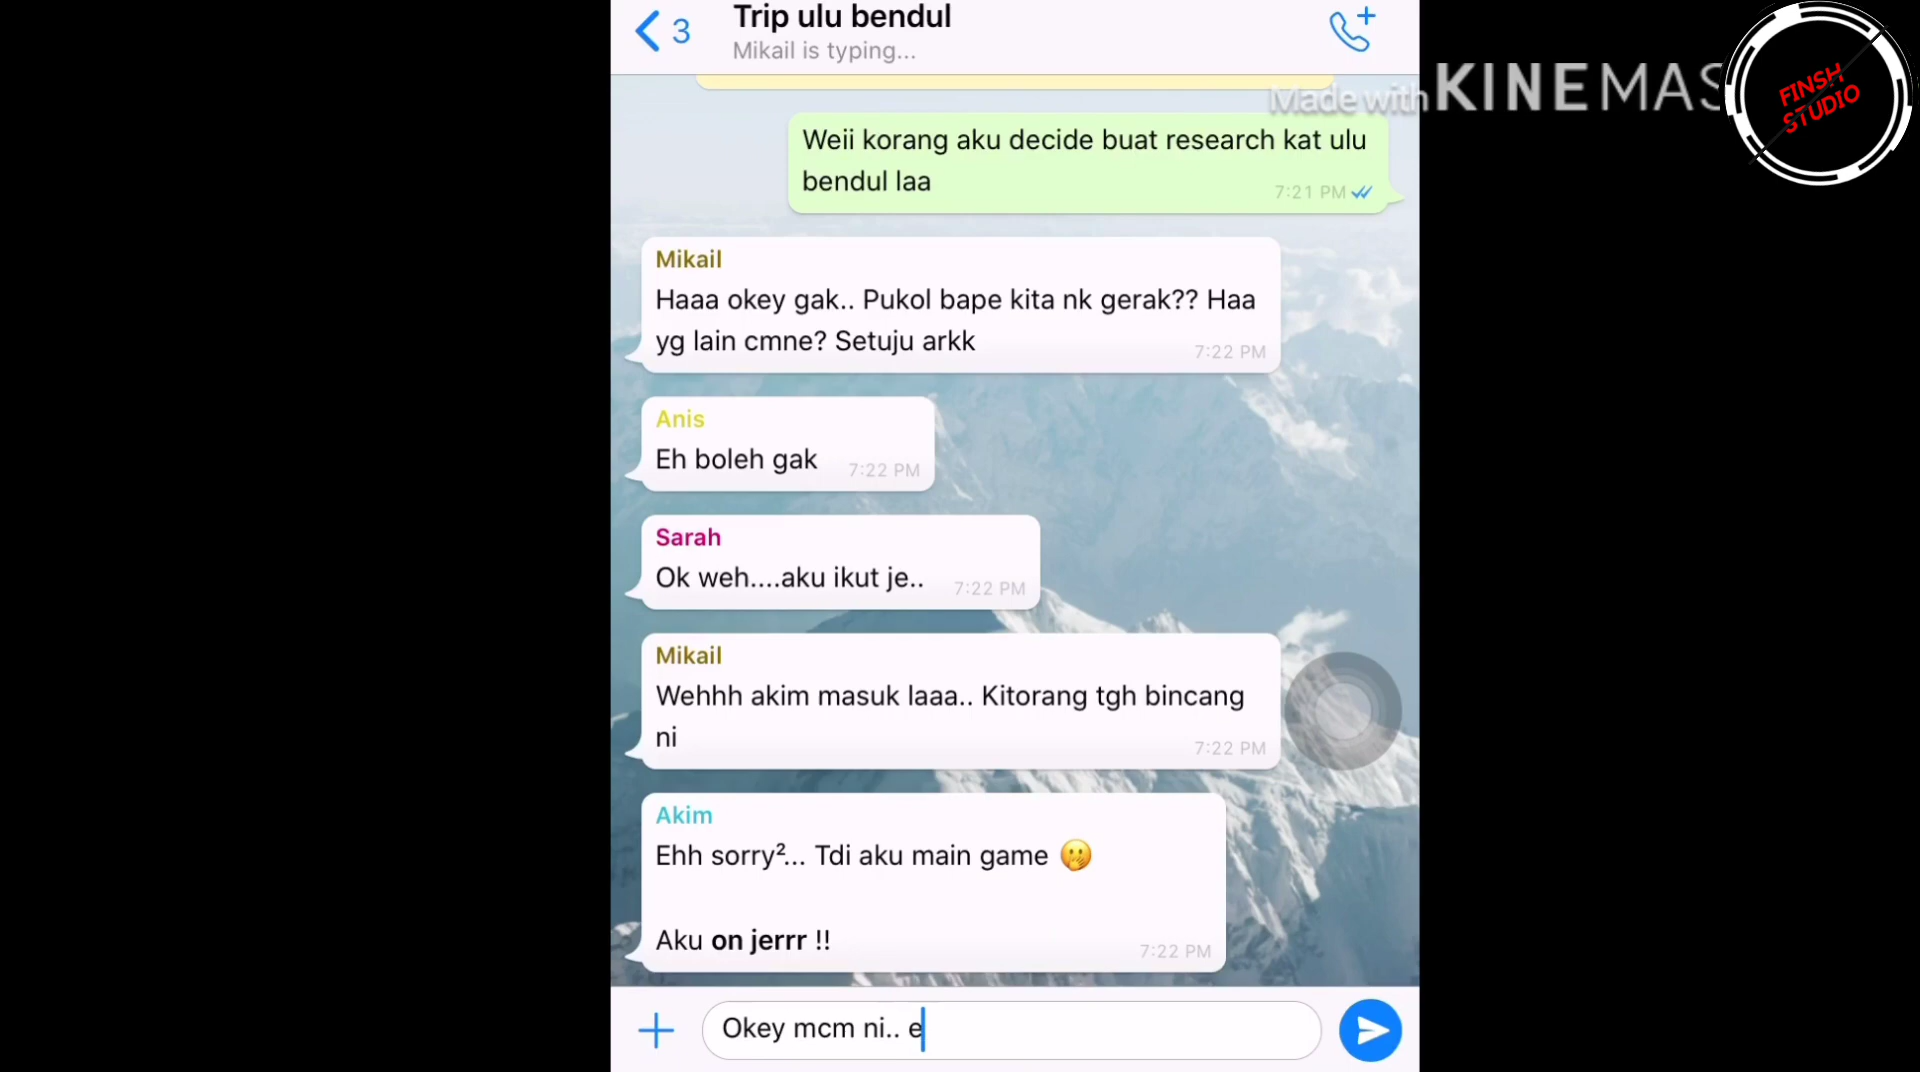 3
Trip ulu bendul
Mikail is typing...
Made with KINEMAS
FINSH
STUDIO
Weii korang aku decide buat research kat ulu
bendul laa
7:21 PM
Mikail
Haaa okey gak.. Pukol bape kita nk gerak?? Haa
yg lain cmne? Setuju arkk
7:22 PM
Anis
Eh boleh gak
7:22 PM
Sarah
Ok weh....aku ikut je..
7:22 PM
Mikail
Wehhh akim masuk laaa.. Kitorang tgh bincang
ni
7:22 PM
Akim
Ehh sorry²... Tdi aku main game 🤭
Aku on jerrr !!
7:22 PM
Okey mcm ni.. e